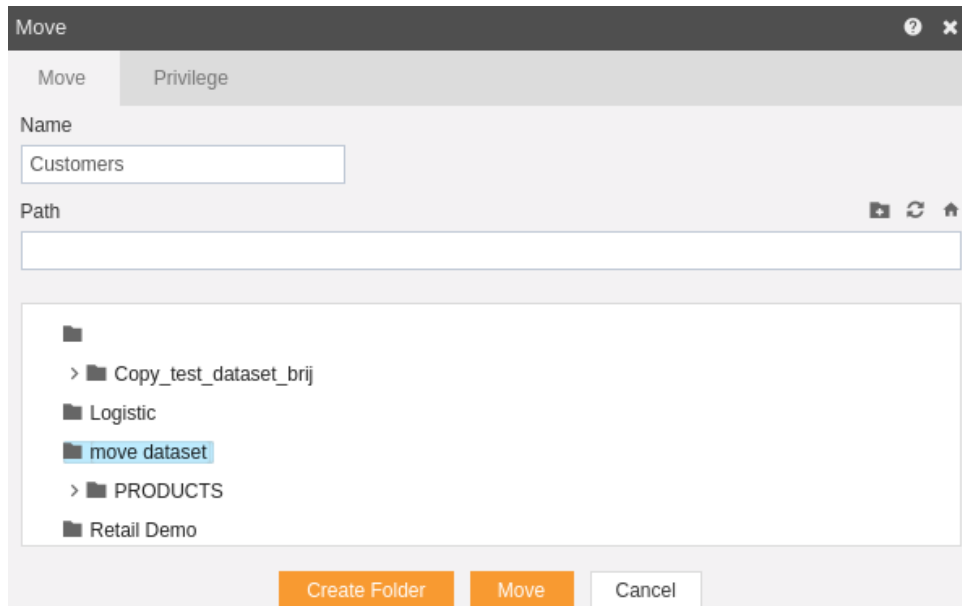 Move
Move Privilege
Name
Customers
Path
Copy_test_dataset_brij
Logistic
move dataset
PRODUCTS
Retail Demo
Create Folder Move Cancel